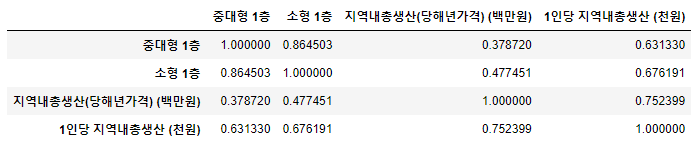 중대형 1층 소형 1층 지역내총생산(당해년가격) (백만원) 1인당 지역내총생산 (천원)
중대형 1층 1.000000 0.864503 0.378720 0.631330
소형 1층 0.864503 1.000000 0.477451 0.676191
지역내총생산(당해년가격) (백만원) 0.378720 0.477451 1.000000 0.752399
1인당 지역내총생산 (천원) 0.631330 0.676191 0.752399 1.000000